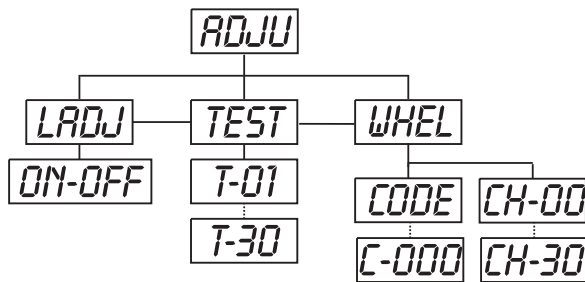 ADJU
LADJ TEST WHEL
ON-OFF T-01 CODE CH-00
T-30 C-000 CH-30